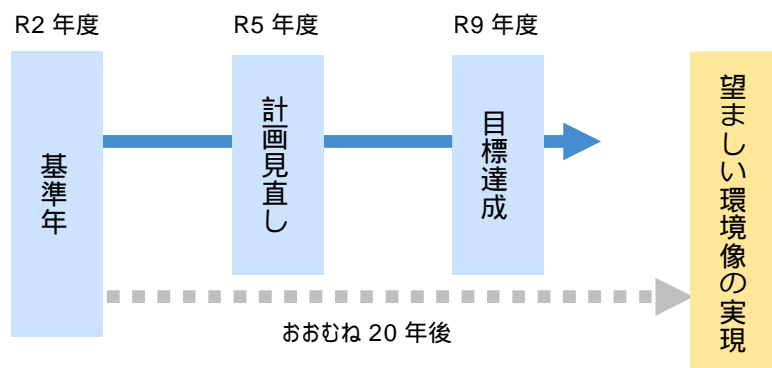 R2 年度
R5 年度
R9 年度
基準年
計画見直し
目標達成
望ましい環境像の実現
おおむね 20 年後